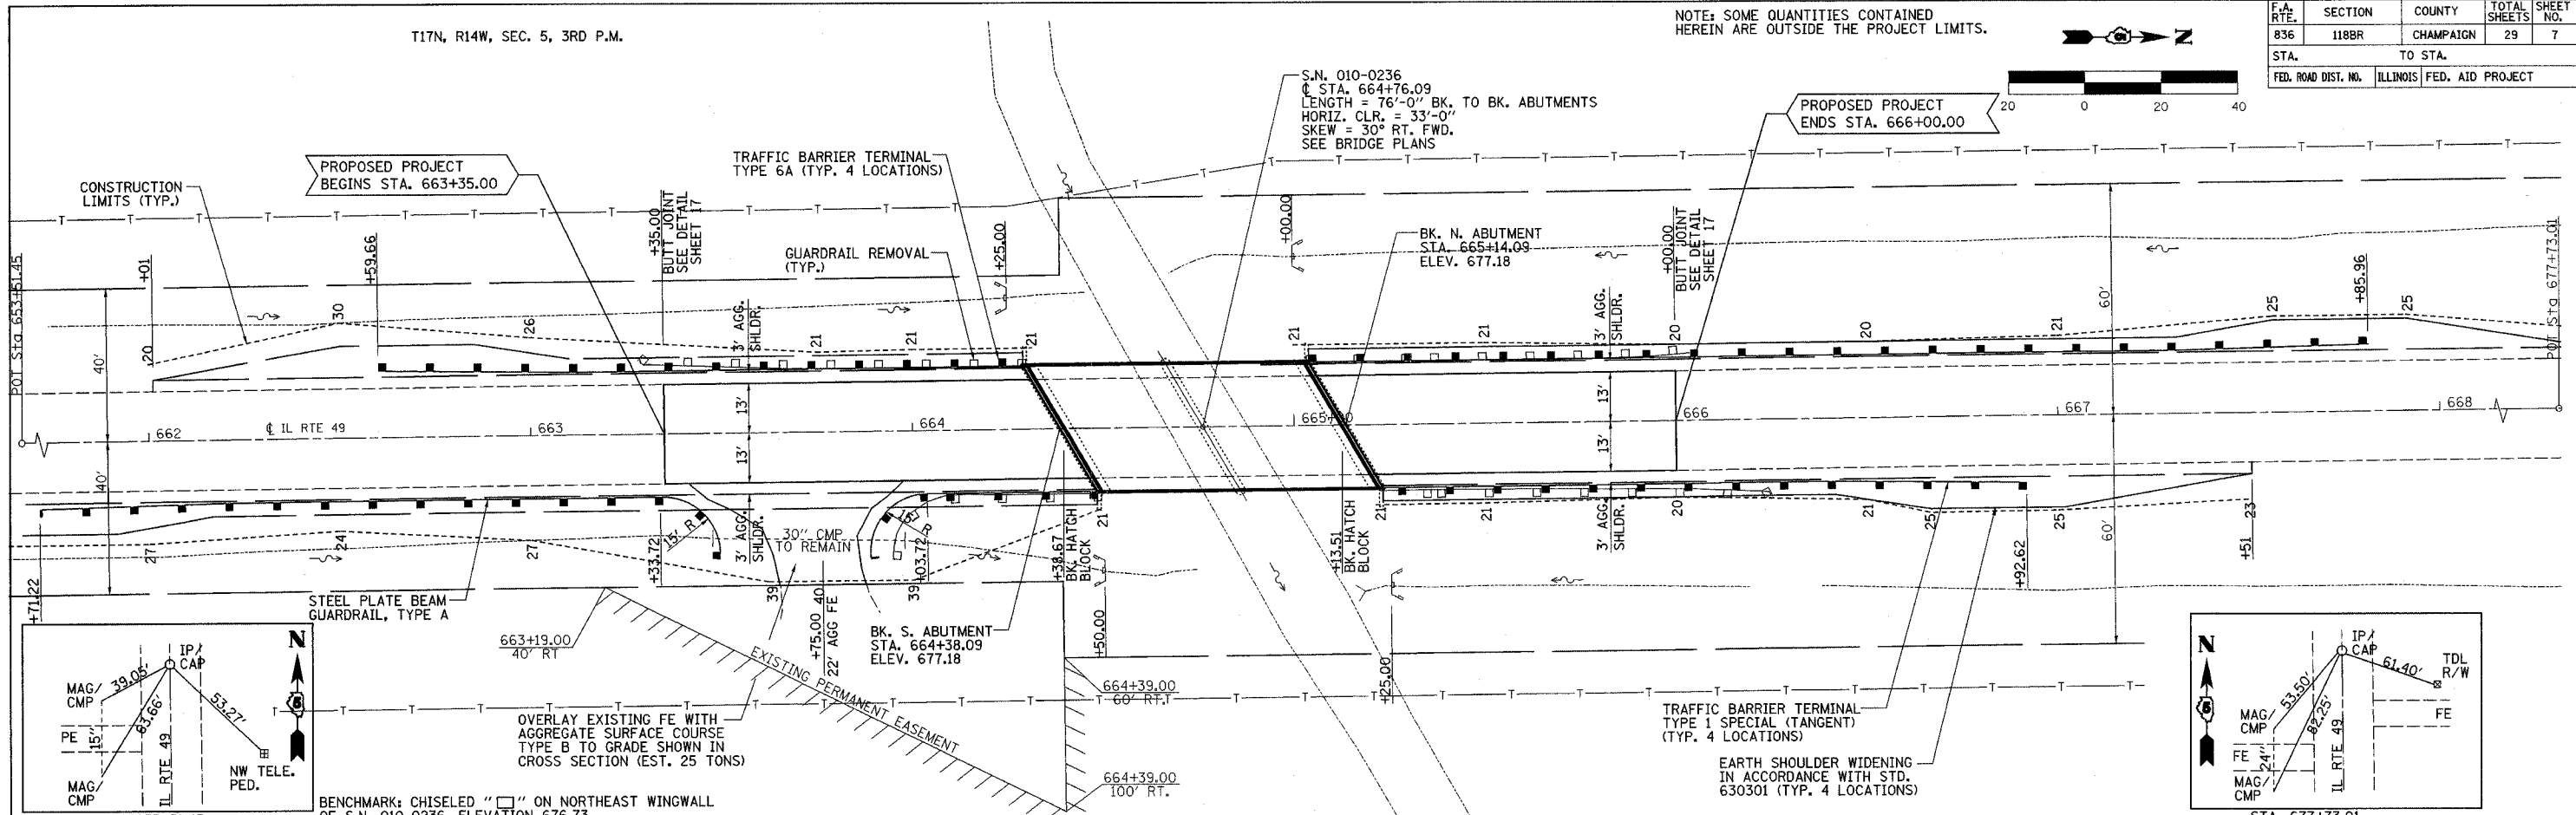 T17N, R14W, SEC. 5, 3RD P.M.
NOTE: SOME QUANTITIES CONTAINED
HEREIN ARE OUTSIDE THE PROJECT LIMITS.
Z
20 0 20 40
F.A. RTE. SECTION COUNTY TOTAL SHEETS SHEET NO.
836 118BR CHAMPAIGN 29 7
STA. TO STA.
FED. ROAD DIST. NO. ILLINOIS FED. AID PROJECT
S.N. 010-0236
℄ STA. 664+76.09
LENGTH = 76'-0" BK. TO BK. ABUTMENTS
HORIZ. CLR. = 33'-0"
SKEW = 30° RT. FWD.
SEE BRIDGE PLANS
PROPOSED PROJECT
ENDS STA. 666+00.00
PROPOSED PROJECT
BEGINS STA. 663+35.00
TRAFFIC BARRIER TERMINAL
TYPE 6A (TYP. 4 LOCATIONS)
CONSTRUCTION
LIMITS (TYP.)
GUARDRAIL REMOVAL
(TYP.)
BK. N. ABUTMENT
STA. 665+14.09
ELEV. 677.18
POT Sta 653+51.45
+01
+59.66
+35.00
BUTT JOINT
SEE DETAIL
SHEET 17
+25.00
+00.00
+00.00
BUTT JOINT
SEE DETAIL
SHEET 17
+85.96
POT Sta 677+73.01
20
30
26
3' AGG.
SHLDR.
21
21
21
21
21
3' AGG.
SHLDR.
20
20
21
25
25
40'
13'
13'
60'
662
℄ IL RTE 49
663
664
665+00
666
667
668
40'
13'
13'
60'
27
24
27
15' R
3' AGG.
SHLDR.
30" CMP
TO REMAIN
15' R
21
21
21
3' AGG.
SHLDR.
20
21
25
25
23
+71.22
+33.72
39
+75.00 40
22' AGG FE
39
+03.72
+38.67
BK. HATCH
BLOCK
+50.00
+13.51
BK. HATCH
BLOCK
+25.00
+92.62
+51
STEEL PLATE BEAM
GUARDRAIL, TYPE A
663+19.00
40' RT
BK. S. ABUTMENT
STA. 664+38.09
ELEV. 677.18
EXISTING PERMANENT EASEMENT
664+39.00
60' RT.
664+39.00
100' RT.
OVERLAY EXISTING FE WITH
AGGREGATE SURFACE COURSE
TYPE B TO GRADE SHOWN IN
CROSS SECTION (EST. 25 TONS)
TRAFFIC BARRIER TERMINAL
TYPE 1 SPECIAL (TANGENT)
(TYP. 4 LOCATIONS)
EARTH SHOULDER WIDENING
IN ACCORDANCE WITH STD.
630301 (TYP. 4 LOCATIONS)
IP/
CAP
N
MAG/
CMP
39.05'
63.66'
53.27'
5
PE
15"
IL RTE 49
MAG/
CMP
NW TELE.
PED.
N
IP/
CAP
61.40'
TDL
R/W
53.50'
82.25'
5
MAG/
CMP
FE
FE
24"
IL RTE 49
MAG/
CMP
BENCHMARK: CHISELED "□" ON NORTHEAST WINGWALL
OF S.N. 010-0236, ELEVATION 676.73
STA. 677+73.01